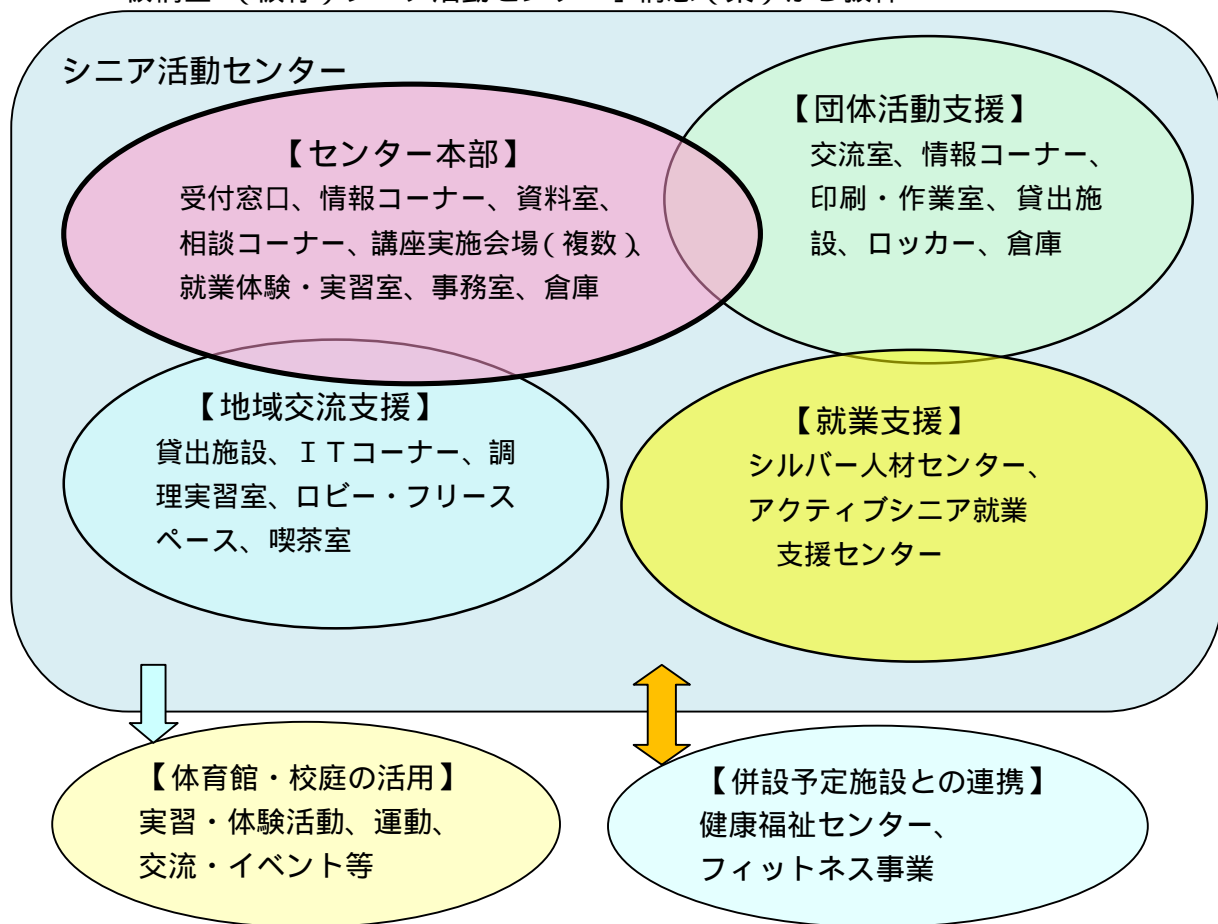 シニア活動センター
【センター本部】
受付窓口、情報コーナー、資料室、
相談コーナー、講座実施会場(複数)、
就業体験・実習室、事務室、倉庫
【団体活動支援】
交流室、情報コーナー、
印刷・作業室、貸出施
設、ロッカー、倉庫
【地域交流支援】
貸出施設、ITコーナー、調
理実習室、ロビー・フリース
ペース、喫茶室
【就業支援】
シルバー人材センター、
アクティブシニア就業
支援センター
【体育館・校庭の活用】
実習・体験活動、運動、
交流・イベント等
【併設予定施設との連携】
健康福祉センター、
フィットネス事業